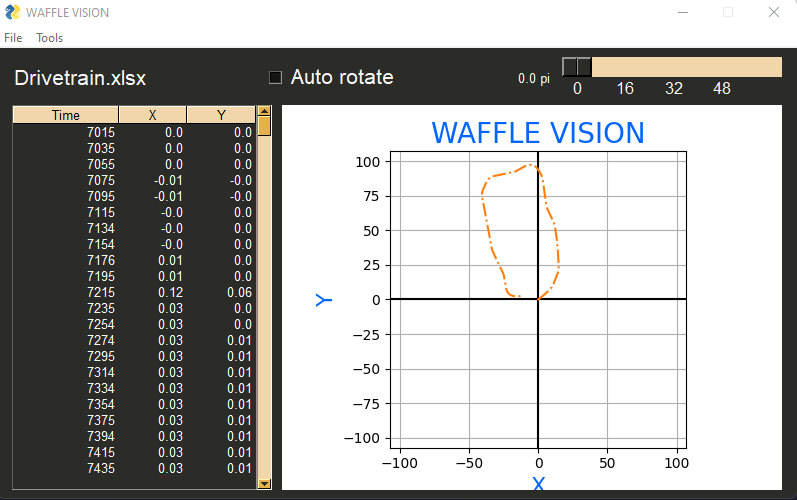 WAFFLE VISION
File Tools
Drivetrain.xlsx
Auto rotate
0.0 pi
0 16 32 48
Time X Y
7015 0.0 0.0
7035 0.0 0.0
7055 0.0 0.0
7075 -0.01 -0.0
7095 -0.01 -0.0
7115 -0.0 0.0
7134 -0.0 0.0
7154 -0.0 0.0
7176 0.01 0.0
7195 0.01 0.0
7215 0.12 0.06
7235 0.03 0.0
7254 0.03 0.0
7274 0.03 0.01
7295 0.03 0.01
7314 0.03 0.01
7334 0.03 0.01
7354 0.03 0.01
7375 0.03 0.01
7394 0.03 0.01
7415 0.03 0.01
7435 0.03 0.01
WAFFLE VISION
100
75
50
25
0
−25
−50
−75
−100
Y
−100 −50 0 50 100
X